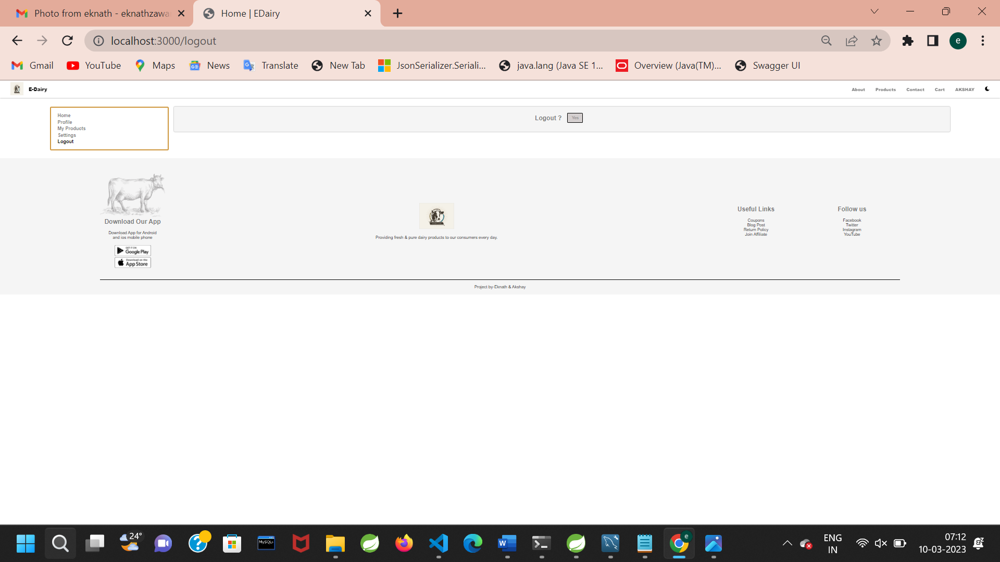 Photo from eknath - eknathzawa
Home | EDairy
localhost:3000/logout
e
Gmail
YouTube
Maps
News
Translate
New Tab
JsonSerializer.Seriali...
java.lang (Java SE 1...
Overview (Java(TM)...
Swagger UI
E-Dairy
About
Products
Contact
Cart
AKSHAY
Home
Profile
My Products
Settings
Logout
Logout ?
Yes
Download Our App
Download App for Android
and ios mobile phone
GET IT ON
Google Play
Download on the
App Store
Providing fresh & pure dairy products to our consumers every day.
Useful Links
Coupons
Blog Post
Return Policy
Join Affiliate
Follow us
Facebook
Twitter
Instagram
YouTube
Project by-Eknath & Akshay
24°
MySQL>
W
e
ENG
IN
07:12
10-03-2023